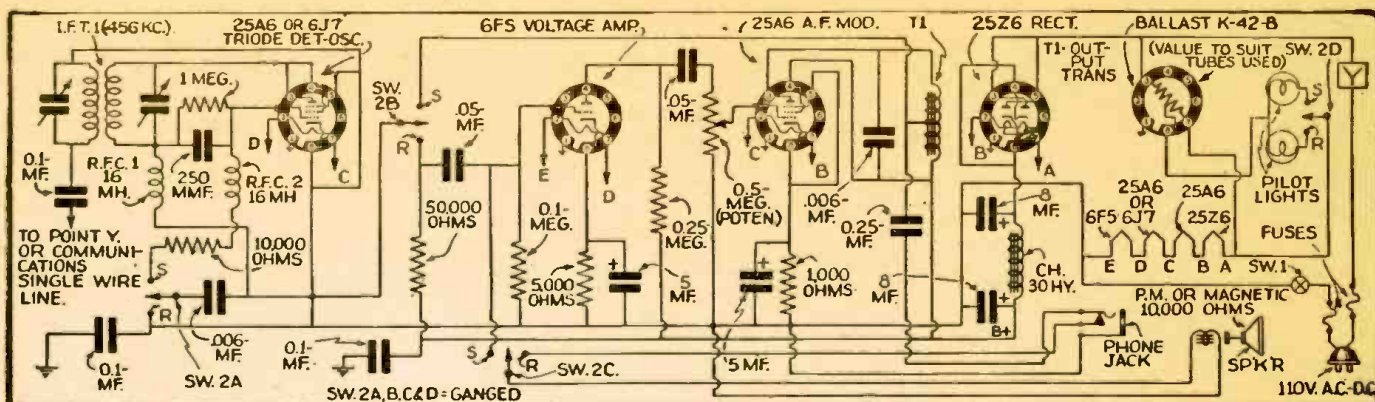 I.F.T.1 (456 KC.)
25A6 OR 6J7
TRIODE DET-OSC.
1 MEG.
D
C
0.1-
MF.
R.F.C. 1
16
MH.
250
MMF.
R.F.C. 2
16 MH
TO POINT Y.
OR COMMUNI-
CATIONS
SINGLE WIRE
LINE.
S
10,000
OHMS
R
.006-
MF.
0.1-
MF.
SW. 2A
6F5 VOLTAGE AMP.
SW.
2B
S
R
.05-
MF.
E
D
50,000
OHMS
0.1-
MEG.
5,000
OHMS
+
5
MF.
0.1-
MF.
S
R
SW. 2C.
SW. 2A, B, C & D = GANGED
25A6 A.F. MOD.
T1
.05-
MF.
C
B
0.5-
MEG.
(POTEN.)
0.25
MEG.
.006-
MF.
0.25-
MF.
+
1,000
OHMS
5 MF.
25Z6 RECT.
T1-OUT-
PUT
TRANS
B
A
8
MF.
+
8
MF.
+
B+
CH.
30 HY.
BALLAST K-42-B
(VALUE TO SUIT
TUBES USED)
SW. 2D
Y
S
R
PILOT
LIGHTS
25A6
OR
6F5 6J7
25A6
25Z6
E D C B A
FUSES
SW.1
P.M. OR MAGNETIC
10,000 OHMS
PHONE
JACK
SP'K'R
110V. A.C.-D.C.